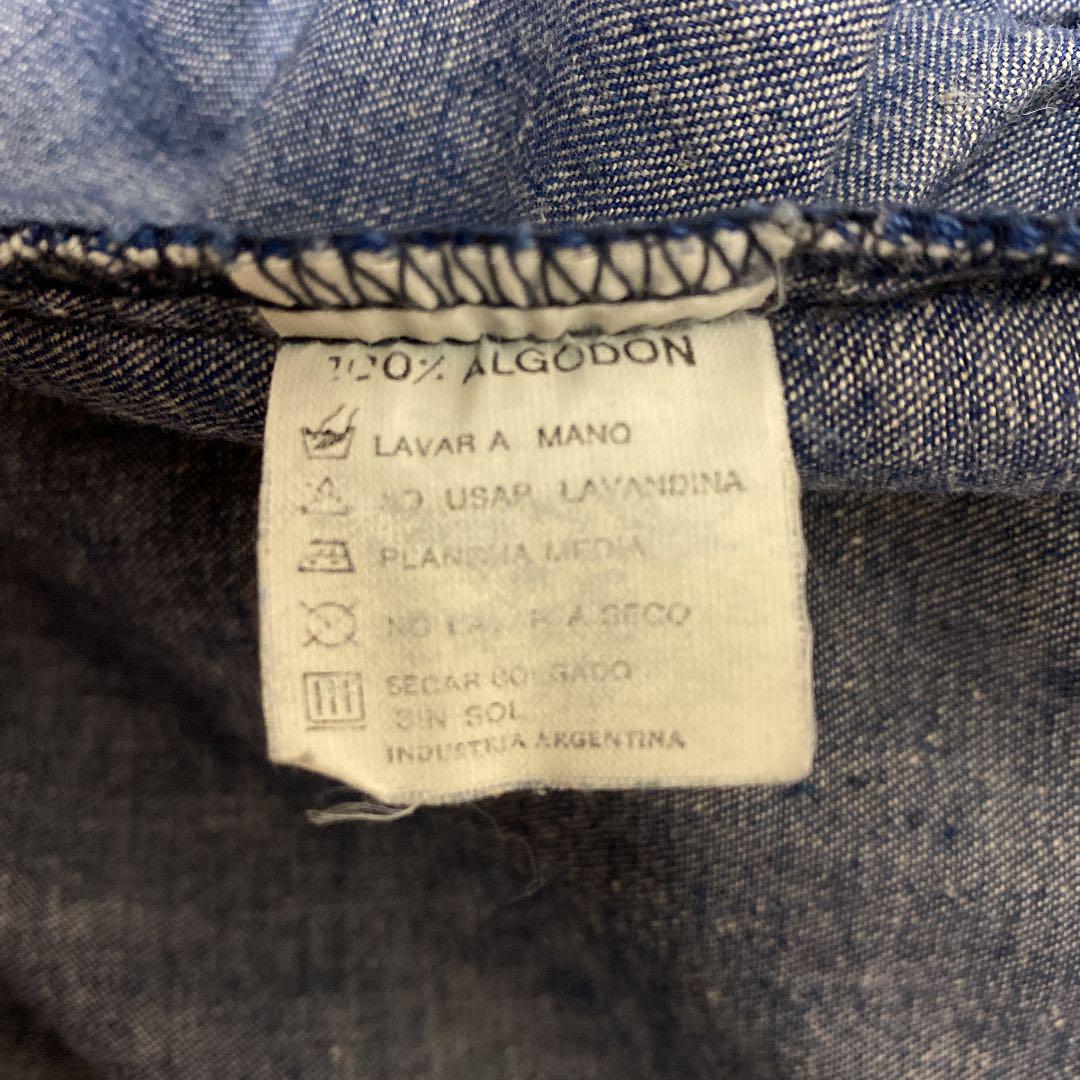 100% ALGODON
LAVAR A MANO
NO USAR LAVANDINA
PLANCHA MEDIA
NO LAVAR A SECO
SECAR COLGADO
SIN SOL
INDUSTRIA ARGENTINA